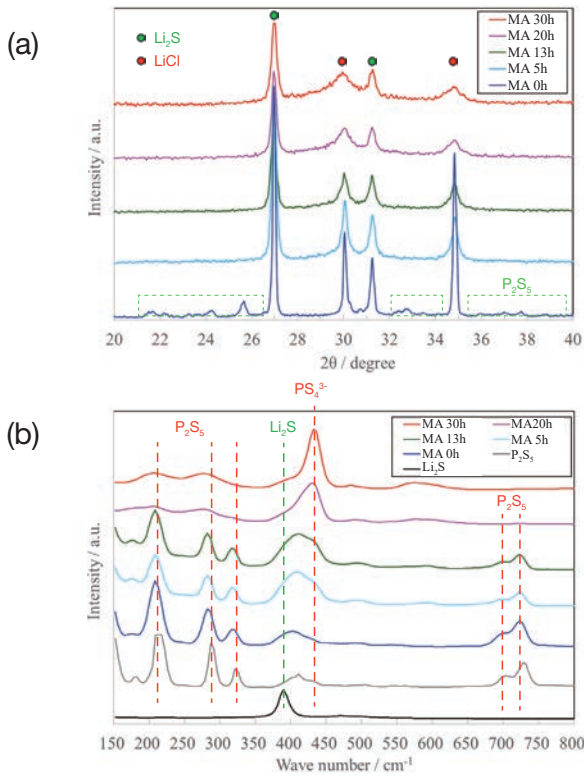 (a)
Li₂S
LiCl
MA 30h
MA 20h
MA 13h
MA 5h
MA 0h
Intensity / a.u.
P₂S₅
20 22 24 26 28 30 32 34 36 38 40
2θ / degree
PS₄³⁻
(b)
P₂S₅
Li₂S
MA 30h MA20h
MA 13h MA 5h
MA 0h P₂S₅
Li₂S
P₂S₅
Intensity / a.u.
150 200 250 300 350 400 450 500 550 600 650 700 750 800
Wave number / cm⁻¹